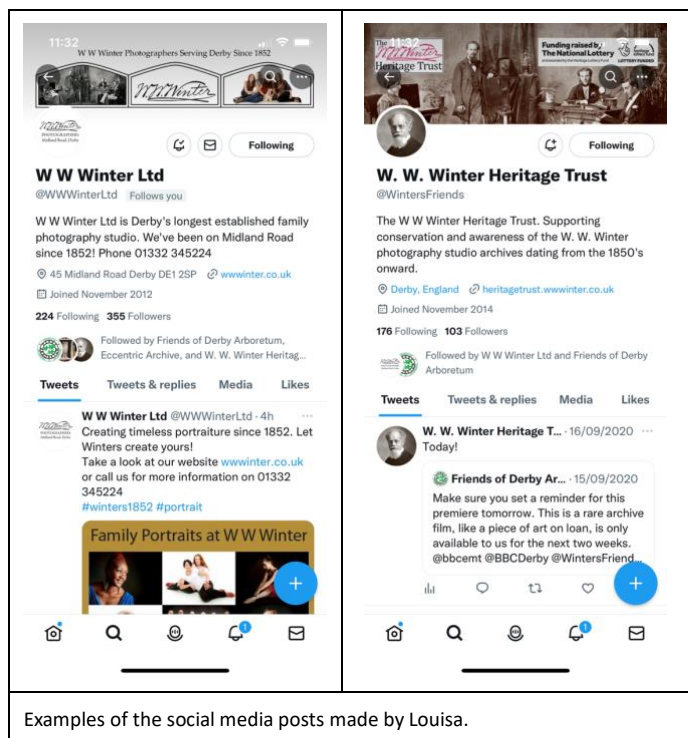 11:32
W W Winter Photographers Serving Derby Since 1852
W.W.Winter
W.W.Winter
PHOTOGRAPHERS
Midland Road, Derby
Following
W W Winter Ltd
@WWWinterLtd Follows you
W W Winter Ltd is Derby's longest established family
photography studio. We've been on Midland Road
since 1852! Phone 01332 345224
45 Midland Road Derby DE1 2SP wwwinter.co.uk
Joined November 2012
224 Following 355 Followers
Followed by Friends of Derby Arboretum,
Eccentric Archive, and W. W. Winter Heritag...
Tweets Tweets & replies Media Likes
W W Winter Ltd @WWWinterLtd · 4h
Creating timeless portraiture since 1852. Let
Winters create yours!
Take a look at our website wwwinter.co.uk
or call us for more information on 01332
345224
#winters1852 #portrait
Family Portraits at W W Winter
1
11:32
The
W.W.Winter
Heritage Trust
Funding raised by
The National Lottery
LOTTERY FUNDED
Following
W. W. Winter Heritage Trust
@WintersFriends
The W W Winter Heritage Trust. Supporting
conservation and awareness of the W. W. Winter
photography studio archives dating from the 1850's
onward.
Derby, England heritagetrust.wwwinter.co.uk
Joined November 2014
176 Following 103 Followers
Followed by W W Winter Ltd and Friends of Derby
Arboretum
Tweets Tweets & replies Media Likes
W. W. Winter Heritage T... · 16/09/2020
Today!
Friends of Derby Ar... · 15/09/2020
Make sure you set a reminder for this
premiere tomorrow. This is a rare archive
film, like a piece of art on loan, is only
available to us for the next two weeks.
@bbcemt @BBCDerby @WintersFriend...
1
Examples of the social media posts made by Louisa.